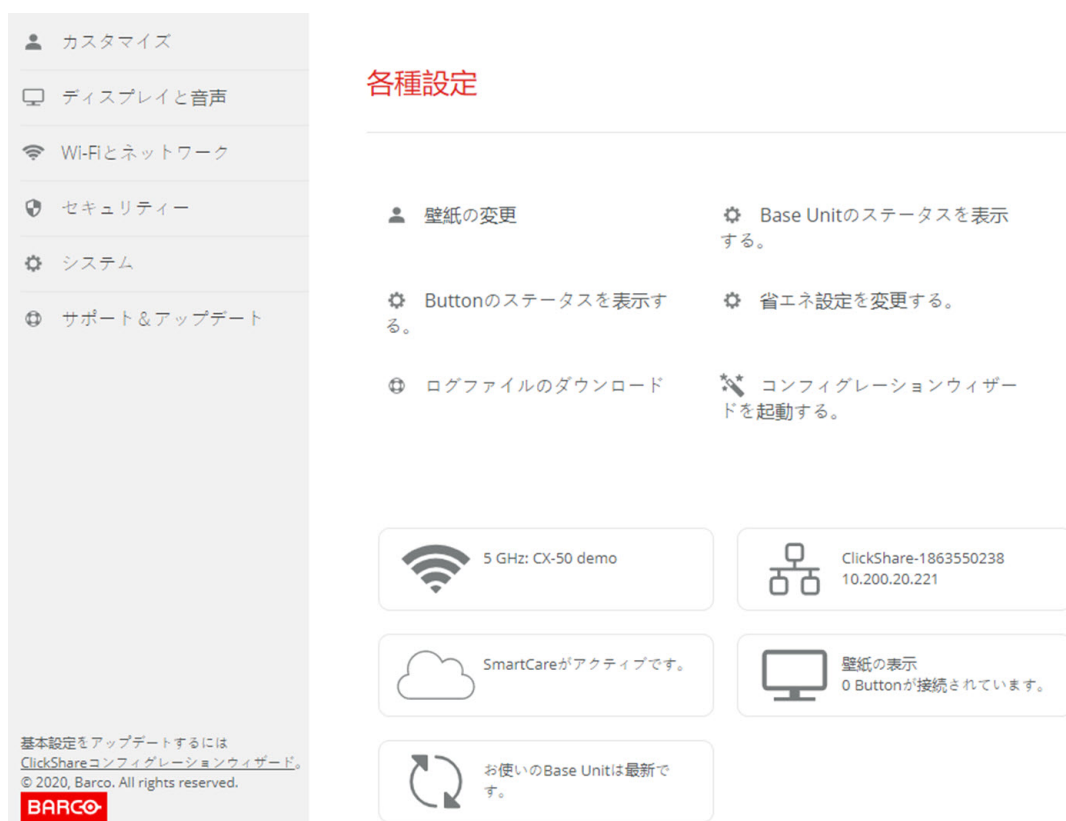 カスタマイズ
ディスプレイと音声
Wi-Fiとネットワーク
セキュリティー
システム
サポート＆アップデート
基本設定をアップデートするには
ClickShareコンフィグレーションウィザード。
© 2020, Barco. All rights reserved.
BARCO
各種設定
壁紙の変更
Base Unitのステータスを表示
する。
Buttonのステータスを表示す
る。
省エネ設定を変更する。
ログファイルのダウンロード
コンフィグレーションウィザー
ドを起動する。
5 GHz: CX-50 demo
ClickShare-1863550238
10.200.20.221
SmartCareがアクティブです。
壁紙の表示
0 Buttonが接続されています。
お使いのBase Unitは最新で
す。